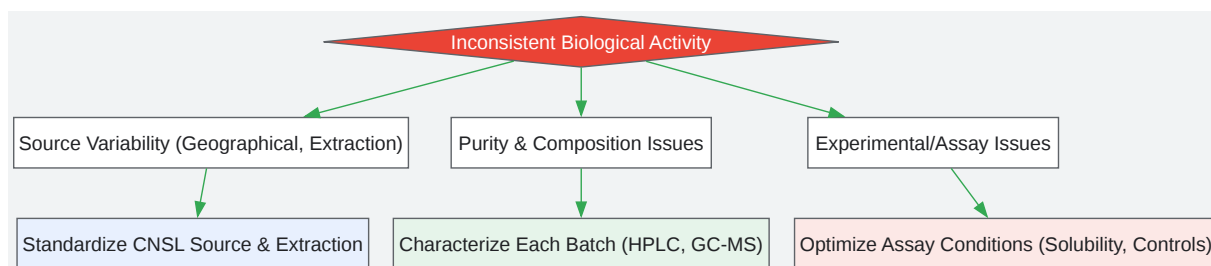 Inconsistent Biological Activity
Source Variability (Geographical, Extraction)
Purity & Composition Issues
Experimental/Assay Issues
Standardize CNSL Source & Extraction
Characterize Each Batch (HPLC, GC-MS)
Optimize Assay Conditions (Solubility, Controls)